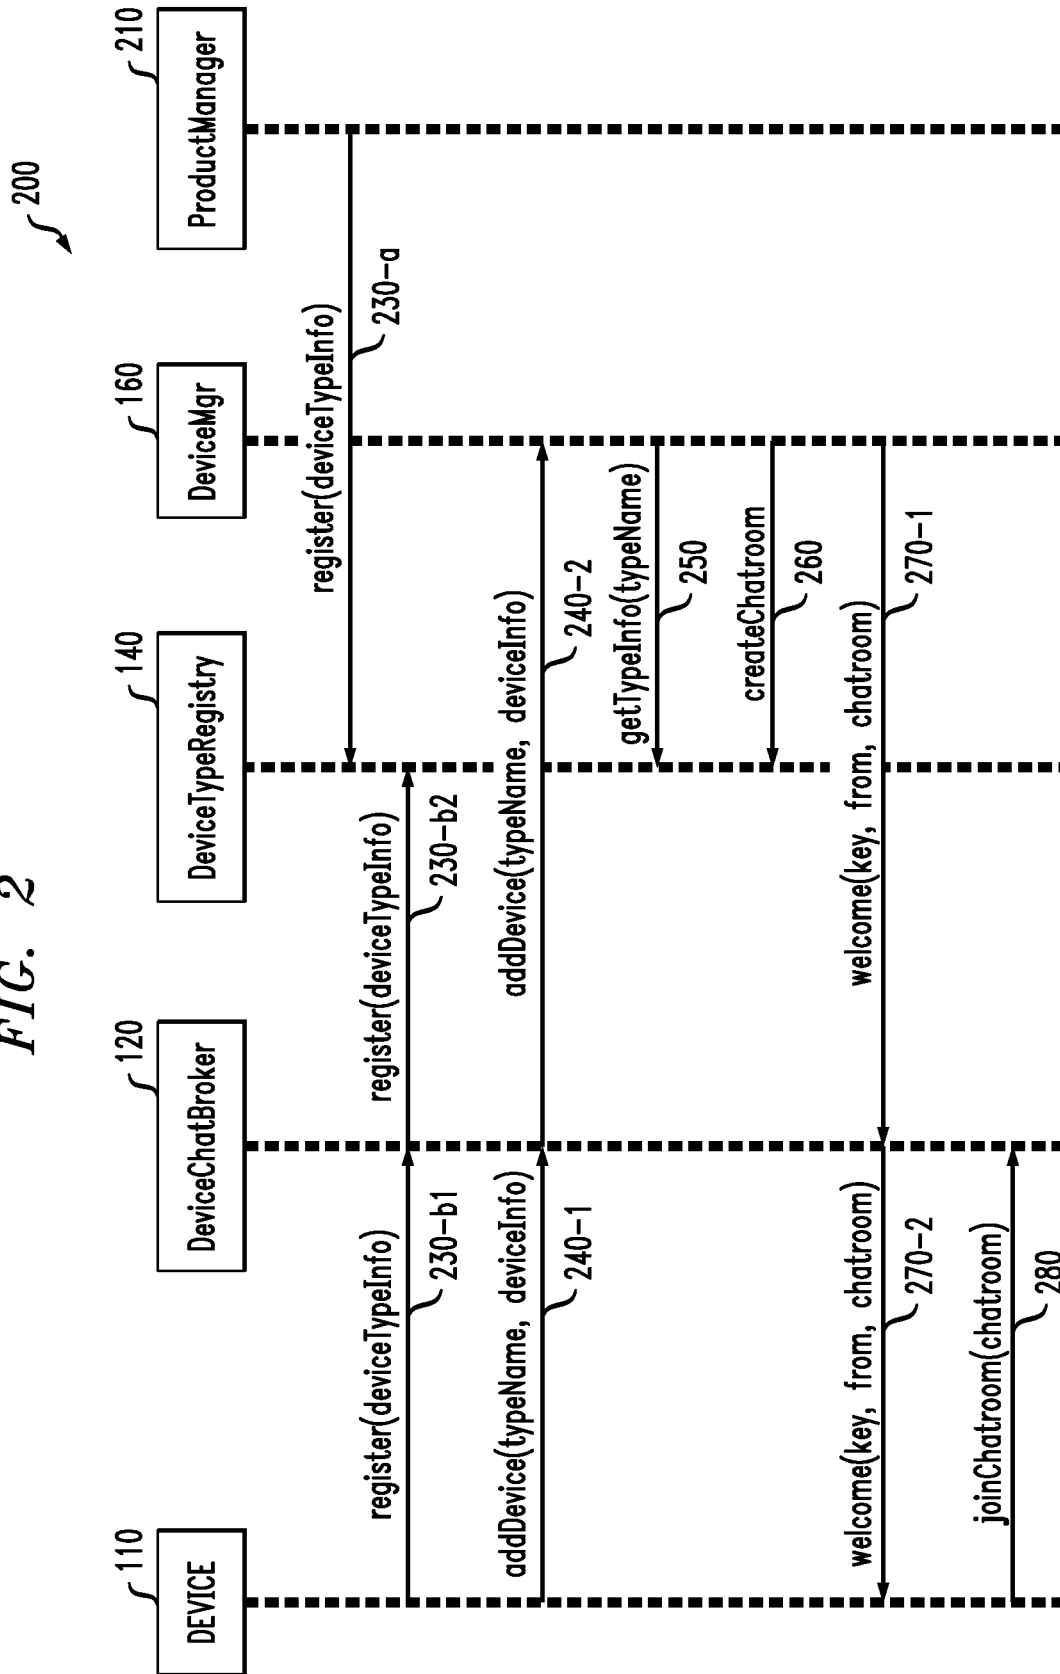 FIG. 2
200
110
120
140
160
210
DEVICE
DeviceChatBroker
DeviceTypeRegistry
DeviceMgr
ProductManager
register(deviceTypeInfo)
230-a
register(deviceTypeInfo)
230-b1
register(deviceTypeInfo)
230-b2
addDevice(typeName, deviceInfo)
240-1
addDevice(typeName, deviceInfo)
240-2
getTypeInfo(typeName)
250
createChatroom
260
welcome(key, from, chatroom)
270-1
welcome(key, from, chatroom)
270-2
joinChatroom(chatroom)
280